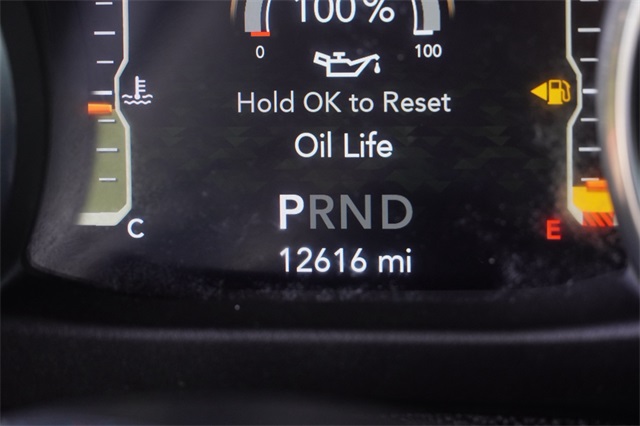 100%
0 100
Hold OK to Reset
Oil Life
PRND
C E
12616 mi